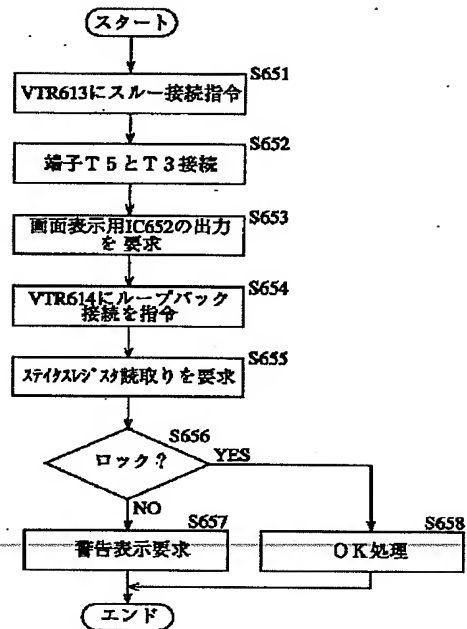 スタート
S651
VTR613にスルー接続指令
S652
端子T5とT3接続
S653
画面表示用IC652の出力
を要求
S654
VTR614にループバック
接続を指令
S655
ステイタスレジスタ読取りを要求
S656
ロック?
YES
NO
S657
警告表示要求
S658
OK処理
エンド